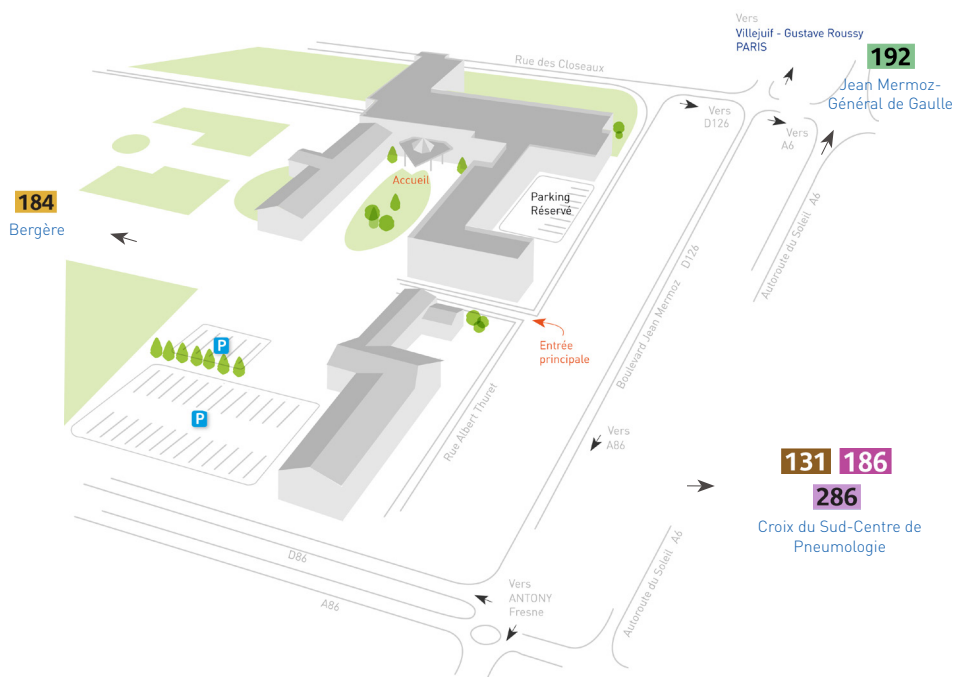 Vers
Villejuif - Gustave Roussy
PARIS
192
Jean Mermoz-
Général de Gaulle
Rue des Closeaux
Vers
D126
Vers
A6
Accueil
Parking
Réservé
184
Bergère
Autoroute du Soleil A6
Boulevard Jean Mermoz D126
Entrée
principale
P
P
Rue Albert Thuret
Vers
A86
131 186
286
Croix du Sud-Centre de
Pneumologie
D86
A86
Vers
ANTONY
Fresne
Autoroute du Soleil A6